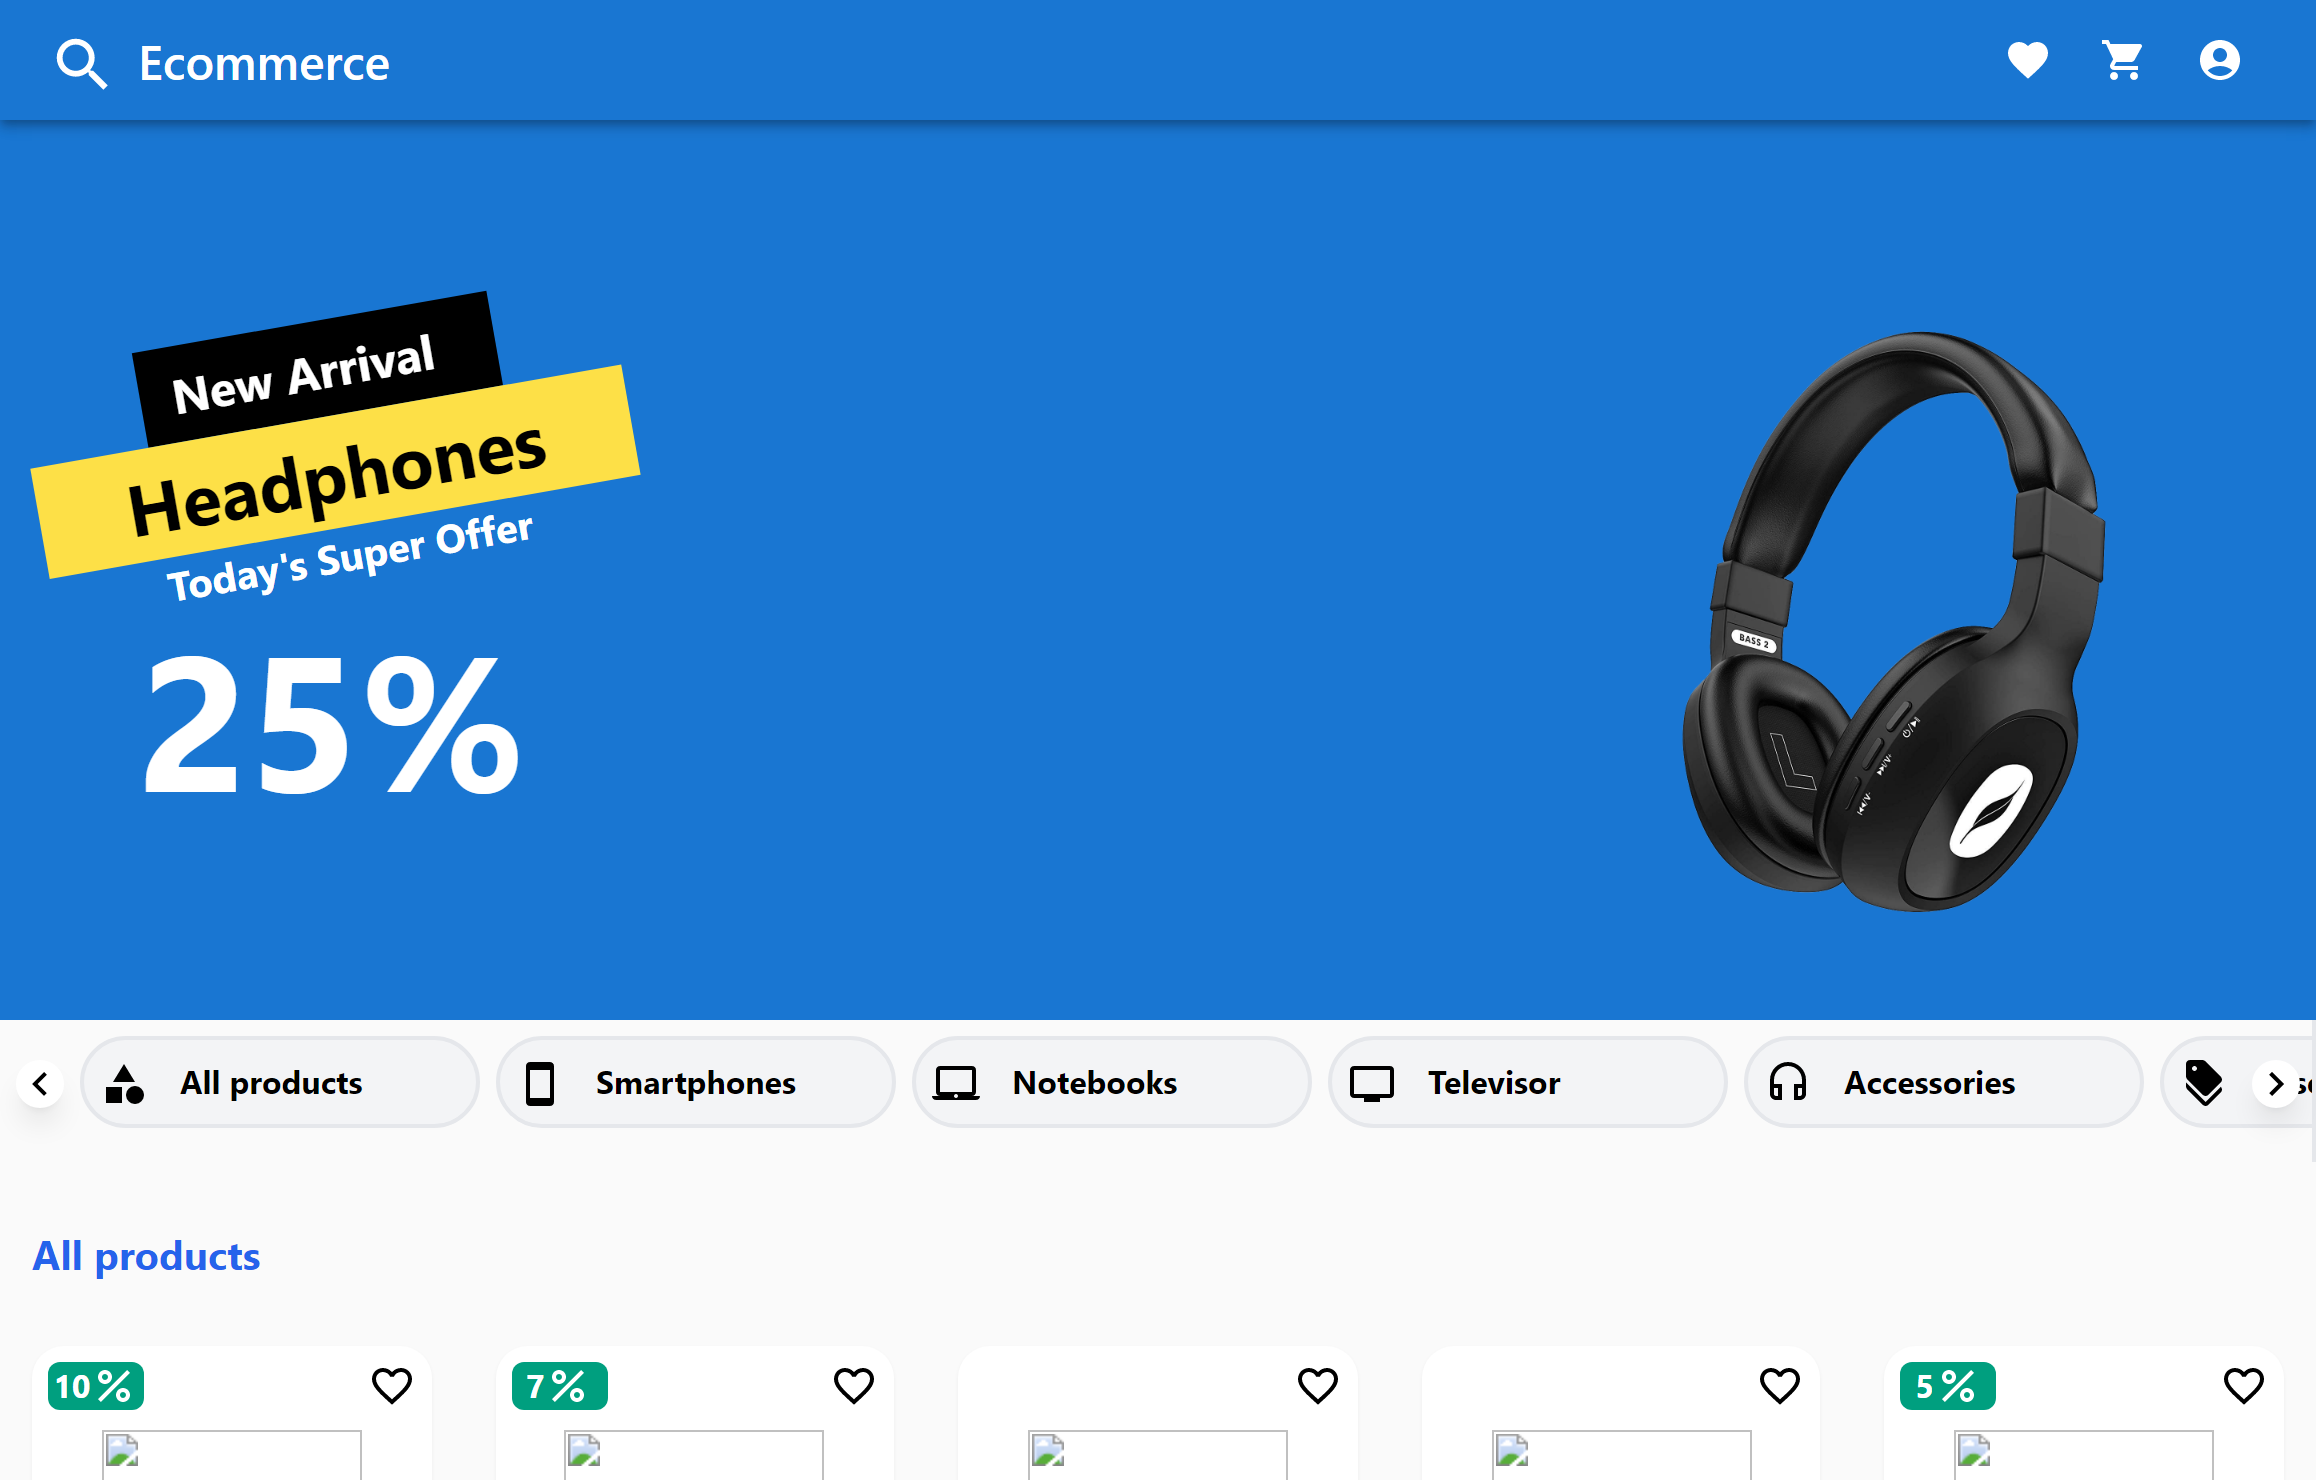 Ecommerce
New Arrival
Headphones
Today's Super Offer
25%
BASS 2
L
All products
Smartphones
Notebooks
Televisor
Accessories
All products
10 %
7 %
5 %